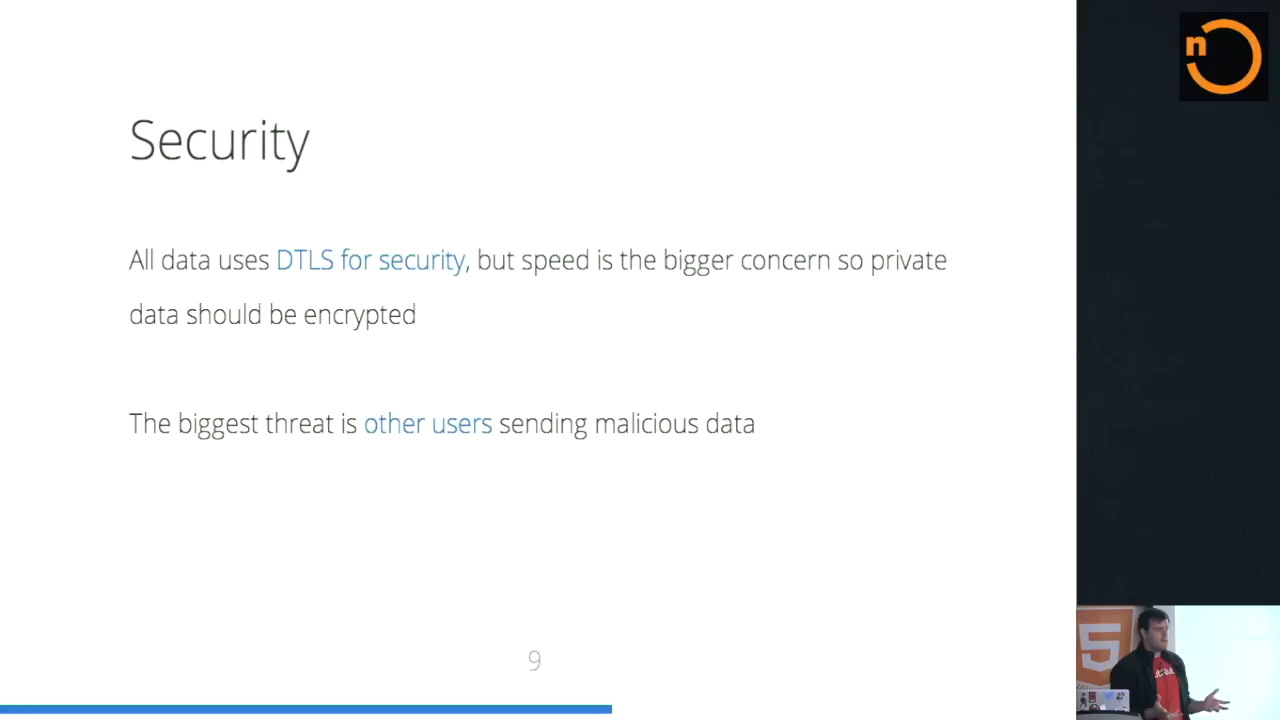 n
Security
All data uses DTLS for security, but speed is the bigger concern so private
data should be encrypted
The biggest threat is other users sending malicious data
9
5